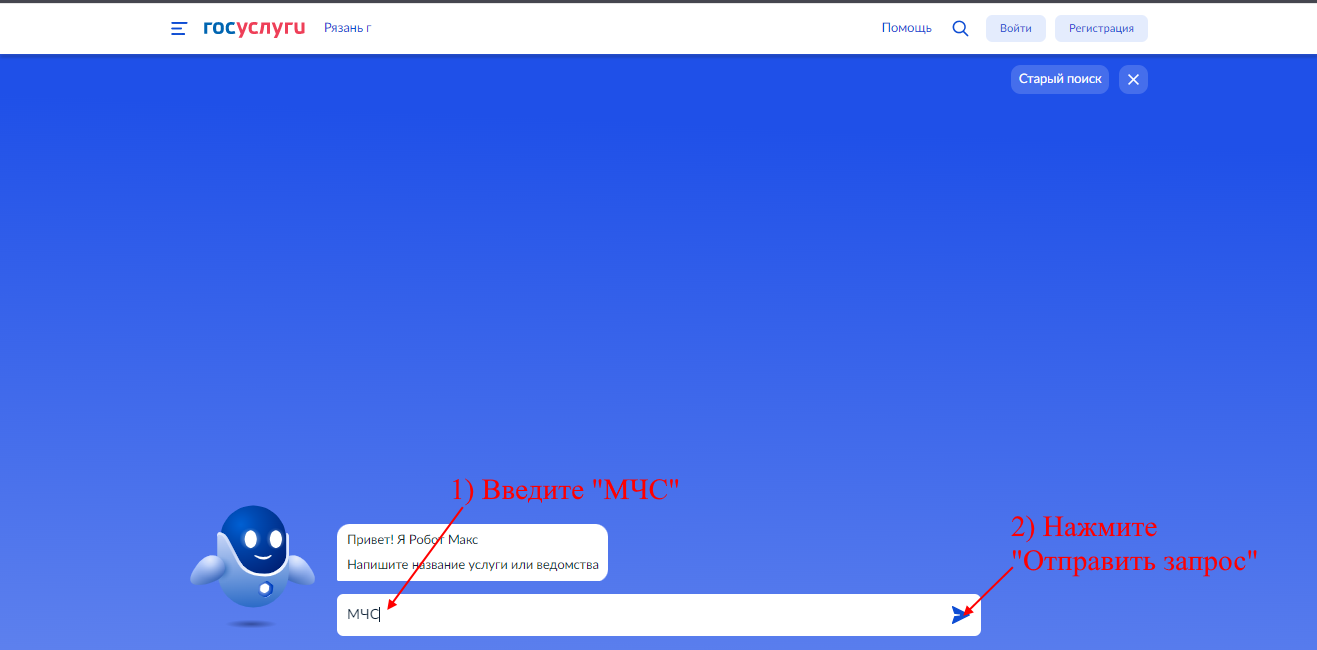 госуслуги Рязань г Помощь Войти Регистрация
Старый поиск
1) Введите "МЧС"
Привет! Я Робот Макс
Напишите название услуги или ведомства
2) Нажмите
"Отправить запрос"
МЧС